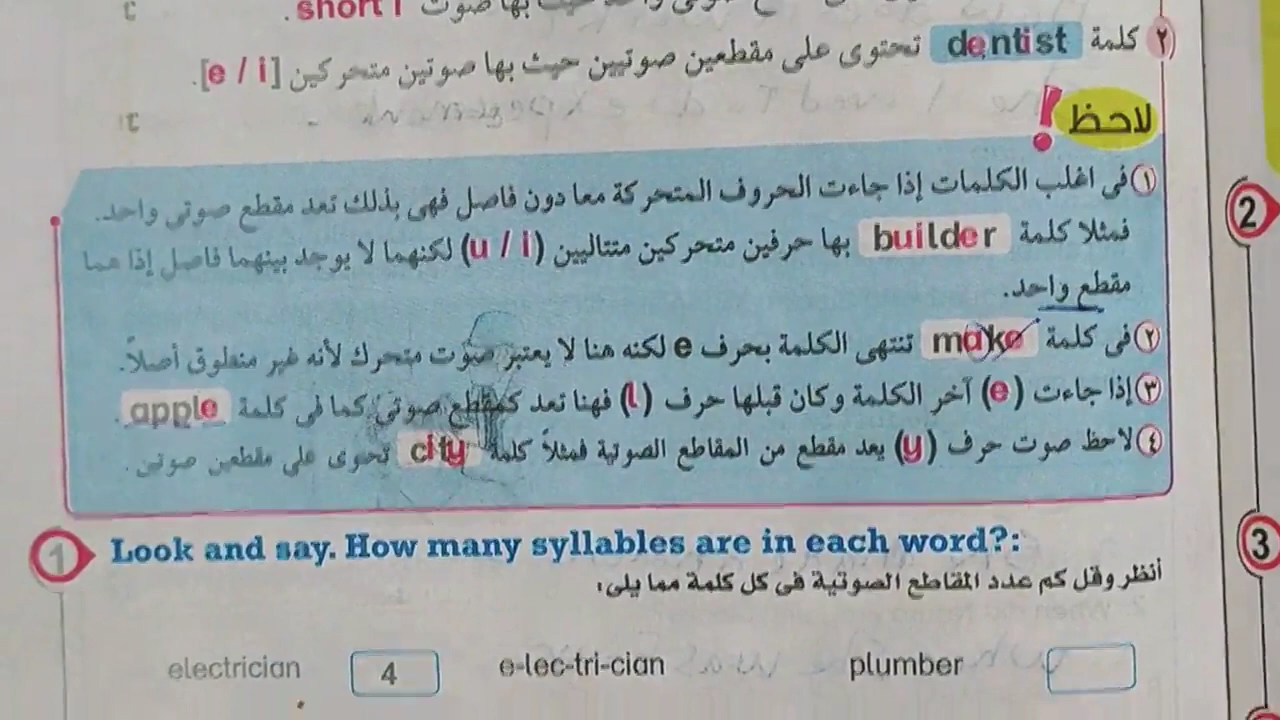 بها صوت short i .
٢ كلمة dentist تحتوى على مقطعين صوتيين حيث بها صوتين متحركين [e / i].
لاحظ !
١ فى اغلب الكلمات إذا جاءت الحروف المتحركة معا دون فاصل فهى بذلك تعد مقطع صوتى واحد.
فمثلا كلمة builder بها حرفين متحركين متتاليين (u / i) لكنهما لا يوجد بينهما فاصل إذا هما
مقطع واحد.
٢ فى كلمة make تنتهى الكلمة بحرف e لكنه هنا لا يعتبر صوت متحرك لأنه غير منطوق أصلاً.
٣ إذا جاءت (e) آخر الكلمة وكان قبلها حرف (l) فهنا تعد كمقطع صوتى كما فى كلمة apple .
٤ لاحظ صوت حرف (y) يعد مقطع من المقاطع الصوتية فمثلاً كلمة city تحوى على مقطعين صوتين .
1 Look and say. How many syllables are in each word?:
أنظر وقل كم عدد المقاطع الصوتية فى كل كلمة مما يلى:
electrician 4 e-lec-tri-cian plumber
2
3